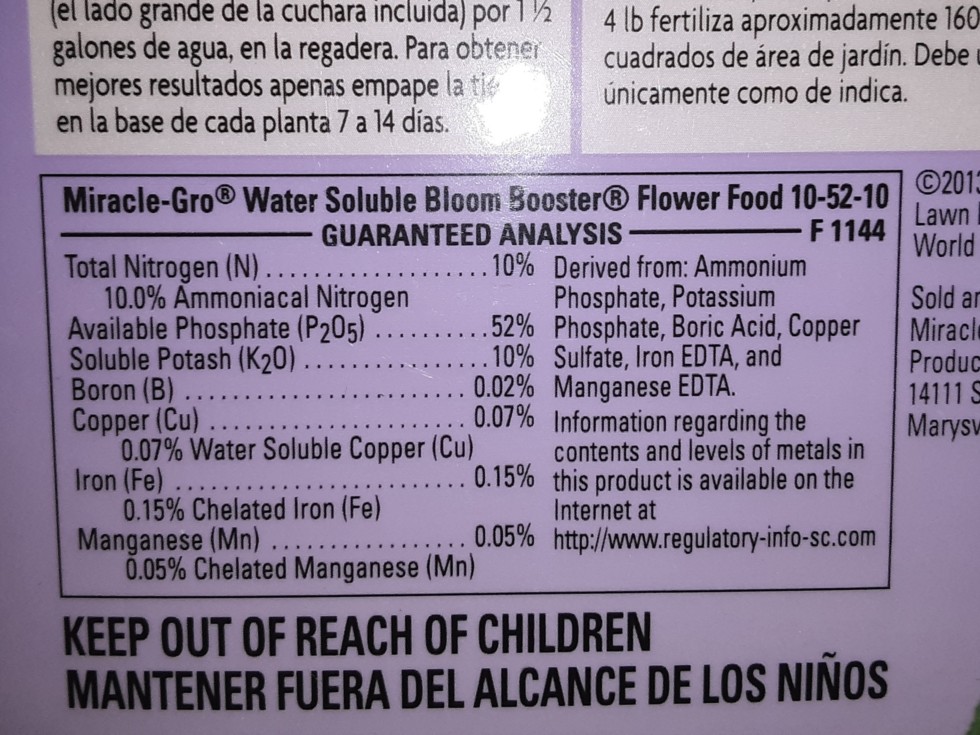 (el lado grande de la cuchara incluida) por 1 ½
galones de agua, en la regadera. Para obtener
mejores resultados apenas empape la
en la base de cada planta 7 a 14 días.
4 lb fertiliza aproximadamente 160
cuadrados de área de jardín. Debe
únicamente como de indica.
Miracle-Gro® Water Soluble Bloom Booster® Flower Food 10-52-10
GUARANTEED ANALYSIS F 1144
Total Nitrogen (N) .................... 10%
10.0% Ammoniacal Nitrogen
Available Phosphate (P2O5) .......... 52%
Soluble Potash (K2O) ................. 10%
Boron (B) ......................... 0.02%
Copper (Cu) ...................... 0.07%
0.07% Water Soluble Copper (Cu)
Iron (Fe) ......................... 0.15%
0.15% Chelated Iron (Fe)
Manganese (Mn) ................. 0.05%
0.05% Chelated Manganese (Mn)
Derived from: Ammonium
Phosphate, Potassium
Phosphate, Boric Acid, Copper
Sulfate, Iron EDTA, and
Manganese EDTA.
Information regarding the
contents and levels of metals in
this product is available on the
Internet at
http://www.regulatory-info-sc.com
©201
Lawn
World
Sold
14111
KEEP OUT OF REACH OF CHILDREN
MANTENER FUERA DEL ALCANCE DE LOS NIÑOS